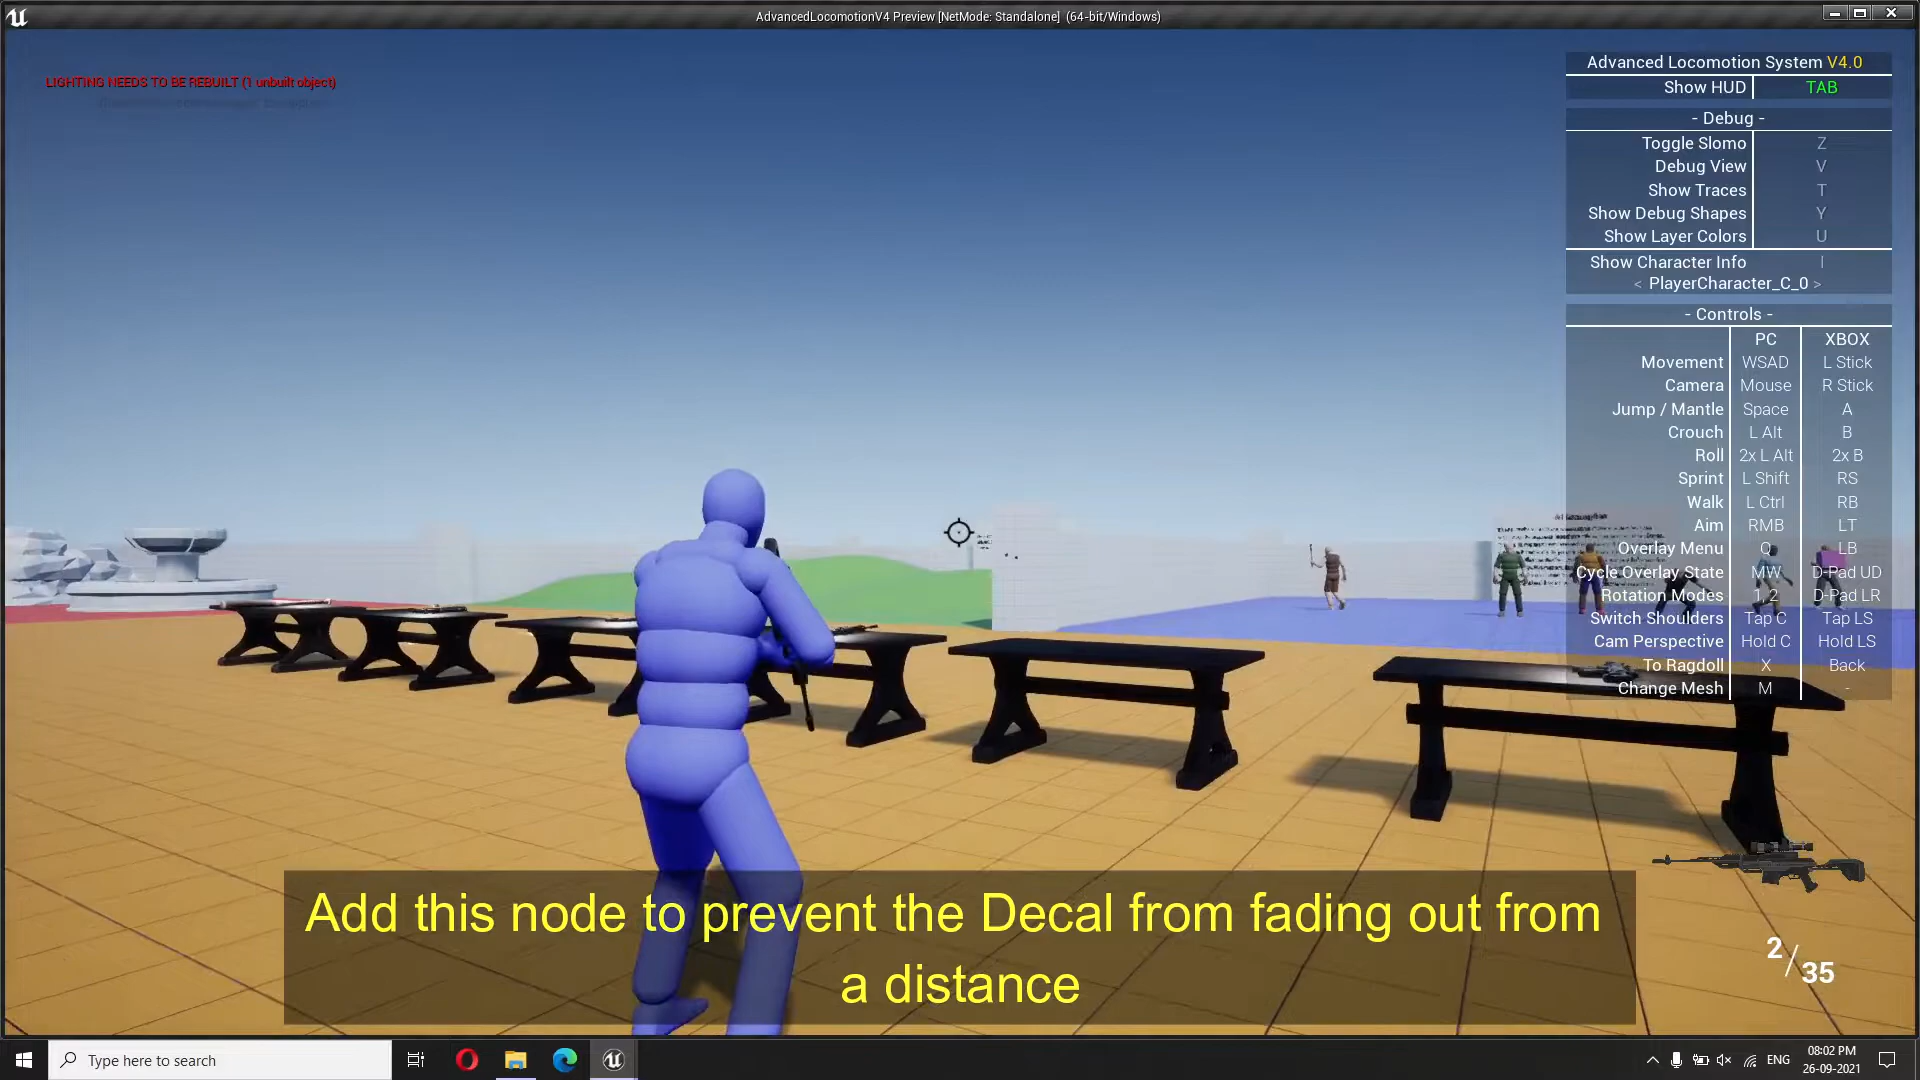 AdvancedLocomotionV4 Preview [NetMode: Standalone] (64-bit/Windows)
LIGHTING NEEDS TO BE REBUILT (1 unbuilt object)
Advanced Locomotion System V4.0
Show HUD TAB
- Debug -
Toggle Slomo Z
Debug View V
Show Traces T
Show Debug Shapes Y
Show Layer Colors U
Show Character Info I
< PlayerCharacter_C_0 >
- Controls -
PC XBOX
Movement WSAD L Stick
Camera Mouse R Stick
Jump / Mantle Space A
Crouch L Alt B
Roll 2x L Alt 2x B
Sprint L Shift RS
Walk L Ctrl RB
Aim RMB LT
Overlay Menu Q LB
Cycle Overlay State MW D-Pad UD
Rotation Modes 1, 2 D-Pad LR
Switch Shoulders Tap C Tap LS
Cam Perspective Hold C Hold LS
To Ragdoll X Back
Change Mesh M -
Add this node to prevent the Decal from fading out from
a distance
2/35
Type here to search
ENG
08:02 PM
26-09-2021